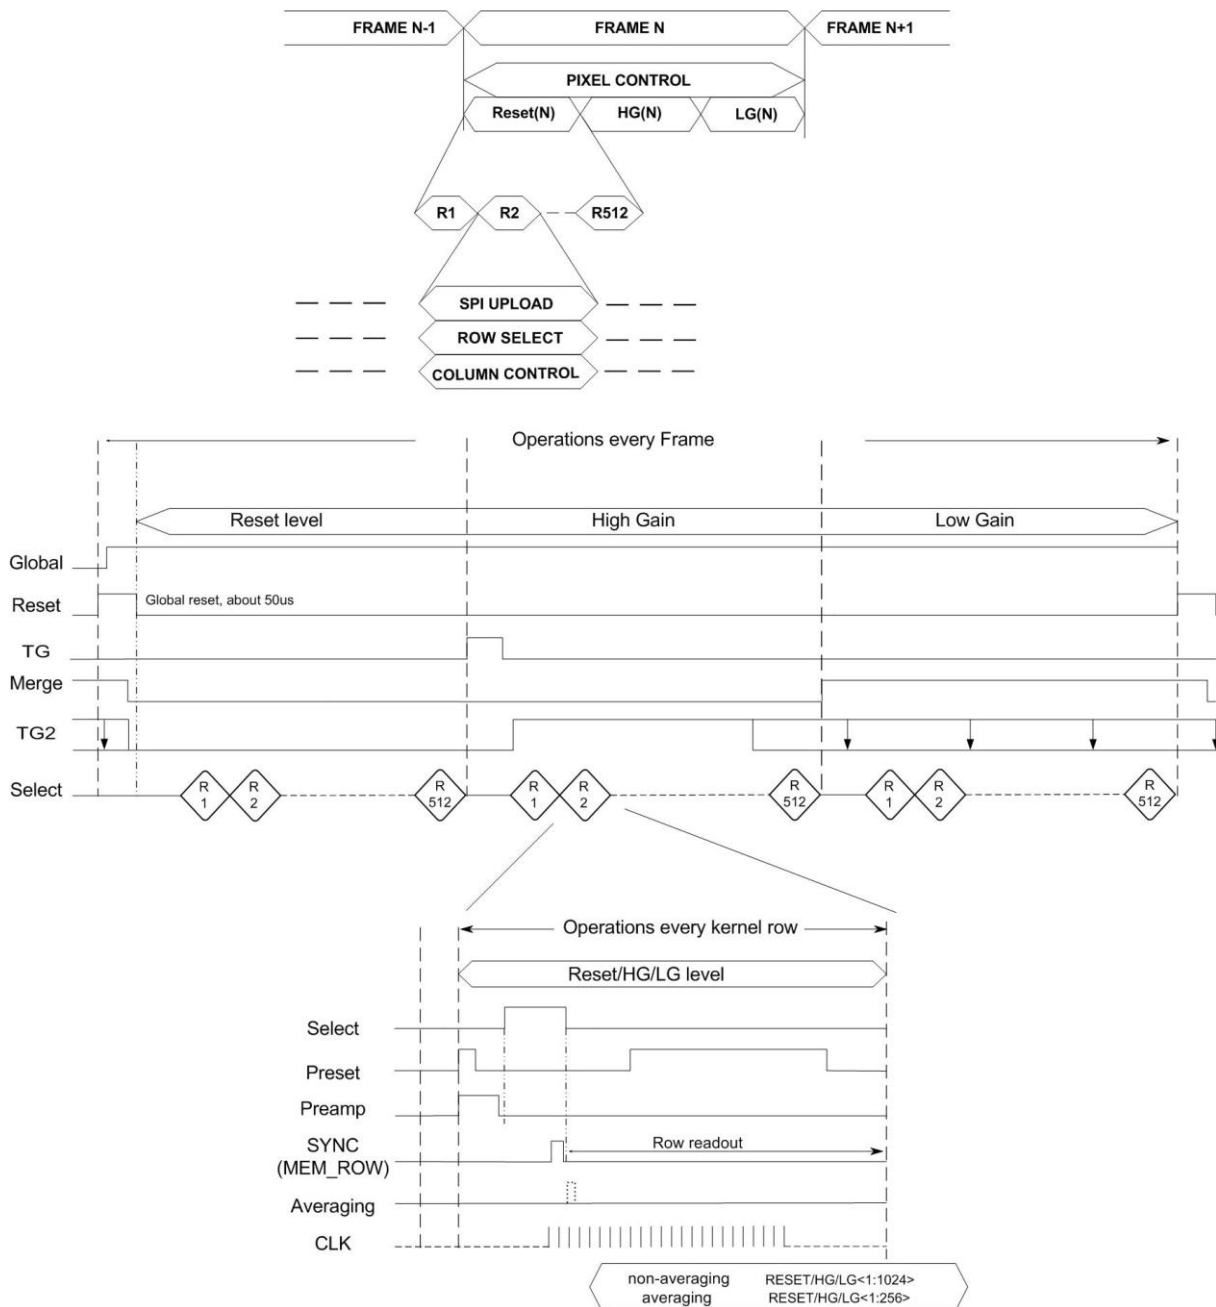 FRAME N-1 FRAME N FRAME N+1
PIXEL CONTROL
Reset(N) HG(N) LG(N)
R1 R2 R512
SPI UPLOAD
ROW SELECT
COLUMN CONTROL
Operations every Frame
Reset level High Gain Low Gain
Global
Reset Global reset, about 50us
TG
Merge
TG2
Select R 1 R 2 R 512 R 1 R 2 R 512 R 1 R 2 R 512
Operations every kernel row
Reset/HG/LG level
Select
Preset
Preamp
SYNC Row readout
(MEM_ROW)
Averaging
CLK
non-averaging RESET/HG/LG<1:1024>
averaging RESET/HG/LG<1:256>